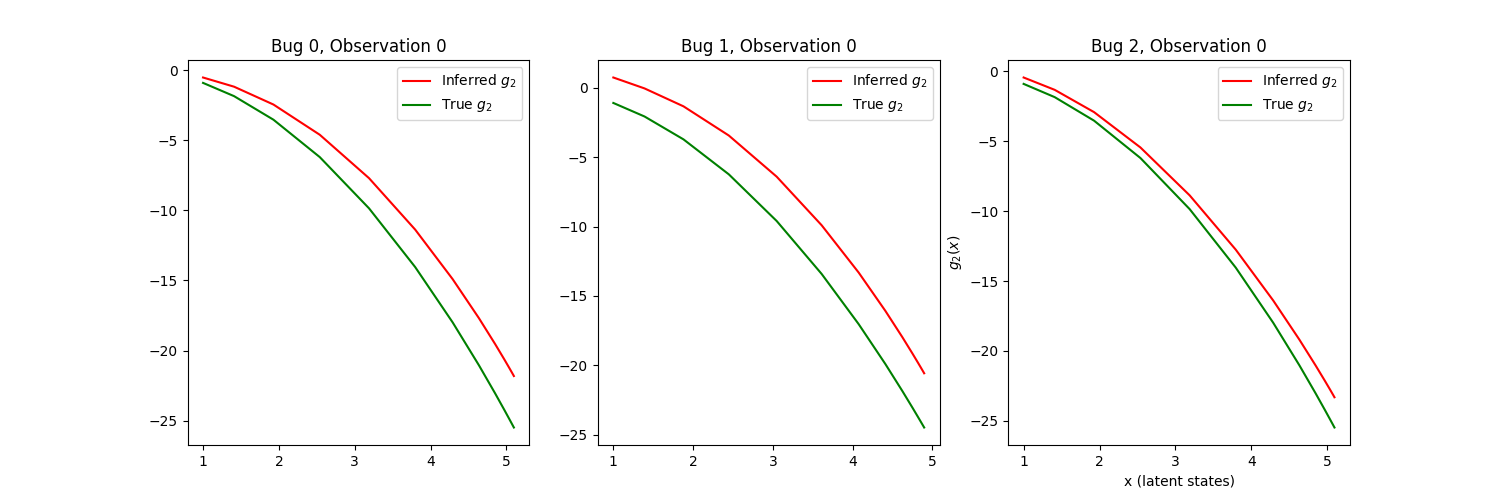 Bug 0, Observation 0
Inferred g₂
True g₂
0
−5
−10
−15
−20
−25
1 2 3 4 5
Bug 1, Observation 0
Inferred g₂
True g₂
0
−5
−10
−15
−20
−25
1 2 3 4 5
Bug 2, Observation 0
Inferred g₂
True g₂
g₂(x)
0
−5
−10
−15
−20
−25
1 2 3 4 5
x (latent states)